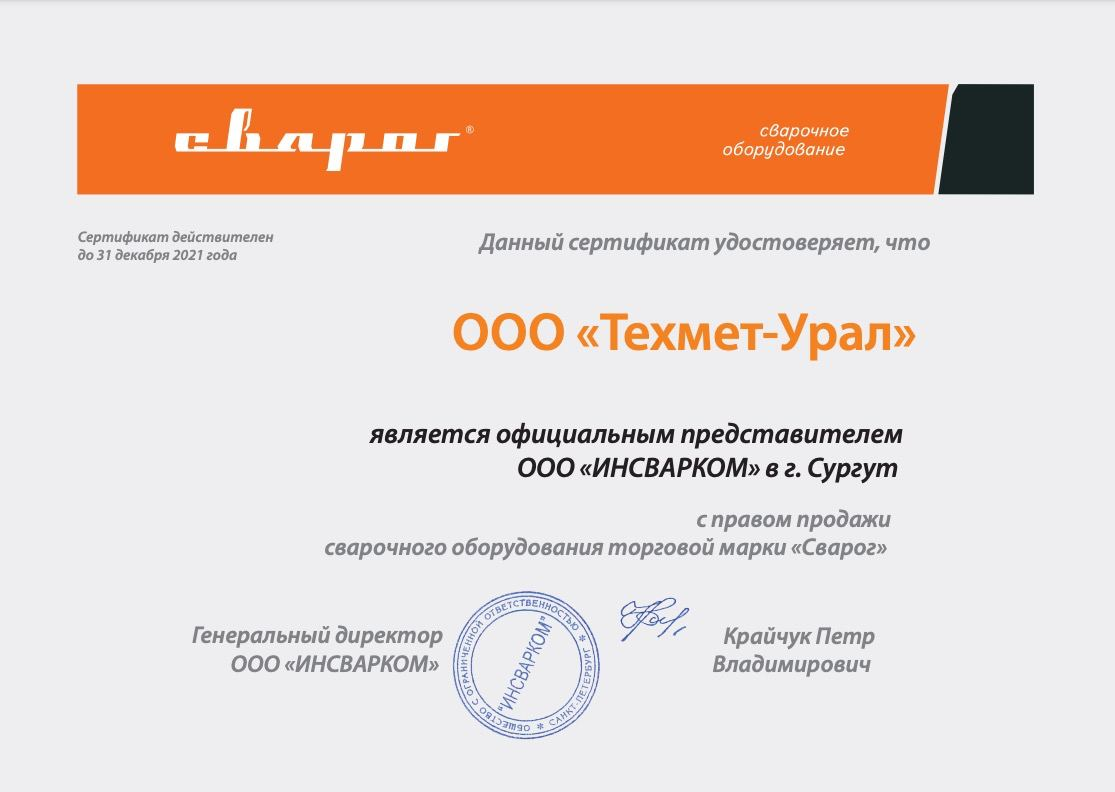 сварог®
сварочное
оборудование
Сертификат действителен
до 31 декабря 2021 года
Данный сертификат удостоверяет, что
ООО «Техмет-Урал»
является официальным представителем
ООО «ИНСВАРКОМ» в г. Сургут
с правом продажи
сварочного оборудования торговой марки «Сварог»
Генеральный директор
ООО «ИНСВАРКОМ»
ОБЩЕСТВО С ОГРАНИЧЕННОЙ ОТВЕТСТВЕННОСТЬЮ * САНКТ-ПЕТЕРБУРГ *
"ИНСВАРКОМ"
Крайчук Петр
Владимирович